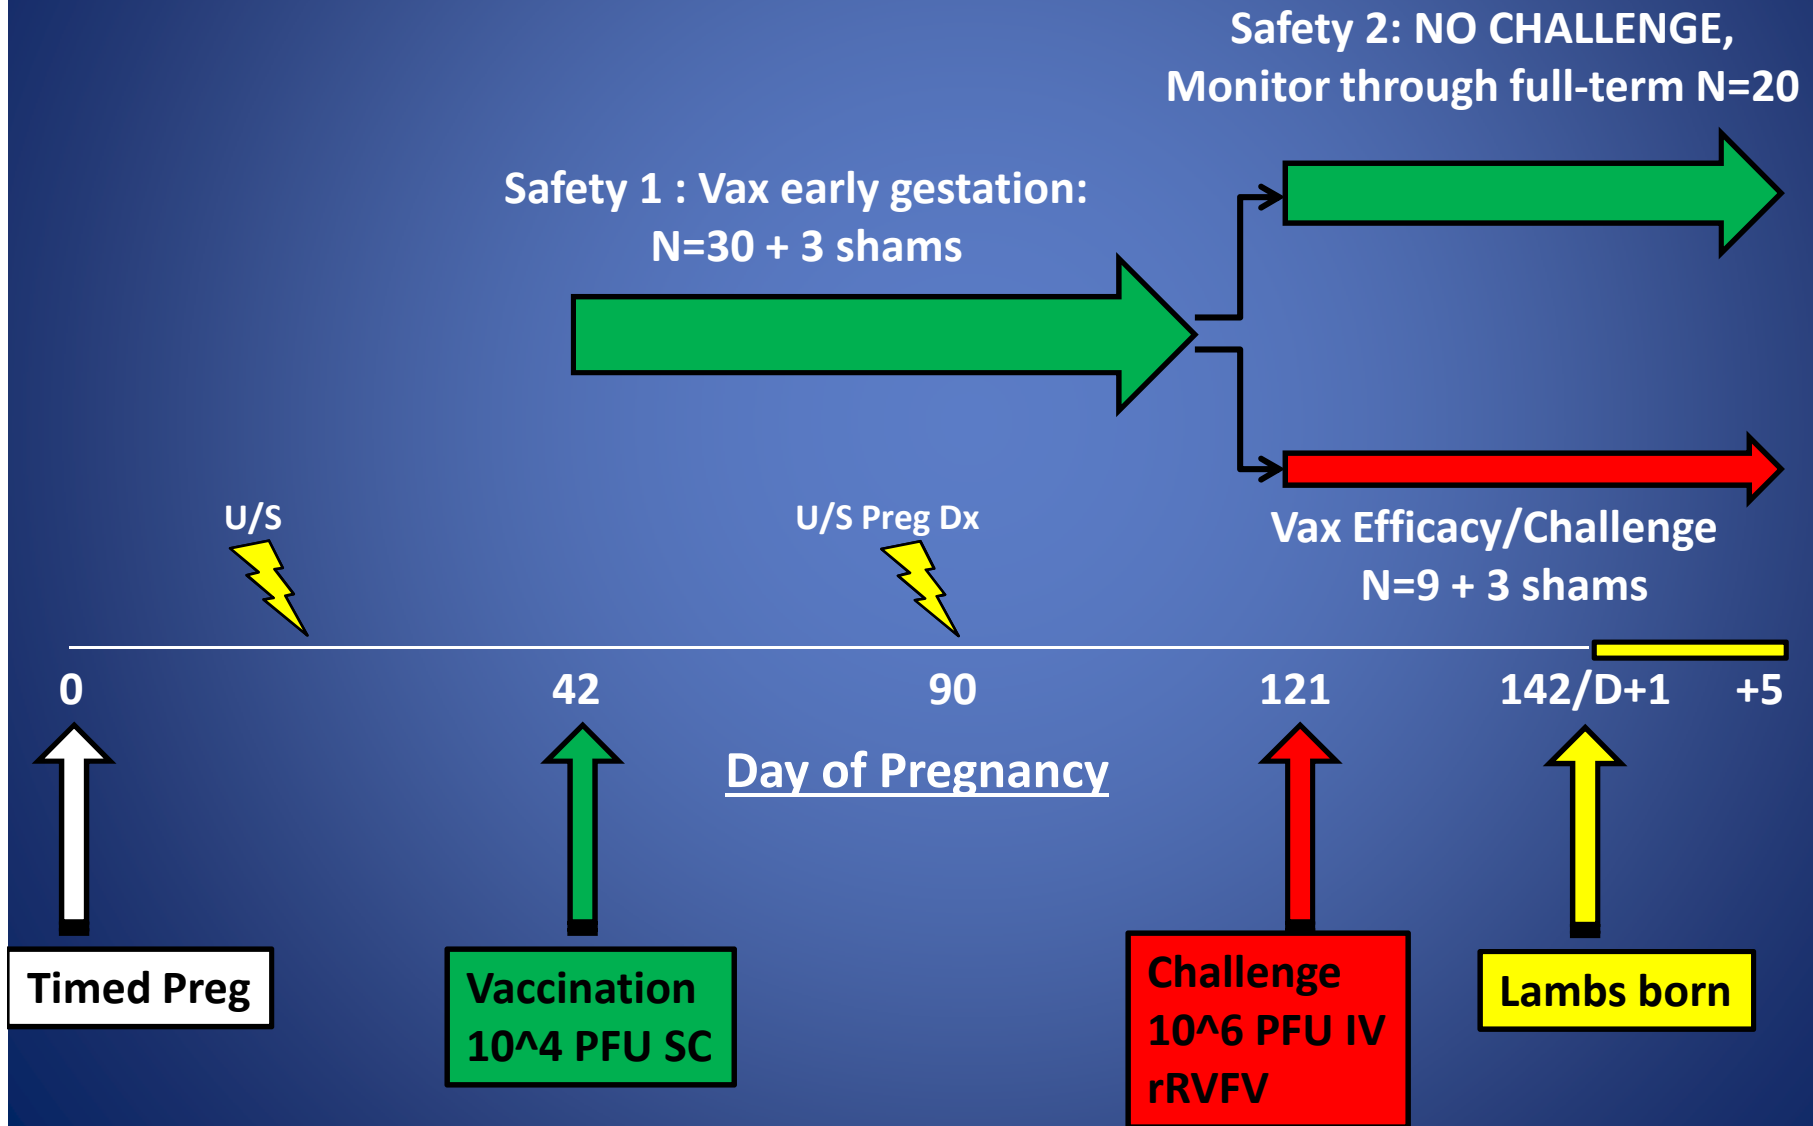 Safety 2: NO CHALLENGE,
Monitor through full-term N=20
Safety 1 : Vax early gestation:
N=30 + 3 shams
U/S
U/S Preg Dx
Vax Efficacy/Challenge
N=9 + 3 shams
0
42
90
121
142/D+1
+5
Day of Pregnancy
Timed Preg
Vaccination
10^4 PFU SC
Challenge
10^6 PFU IV
rRVFV
Lambs born